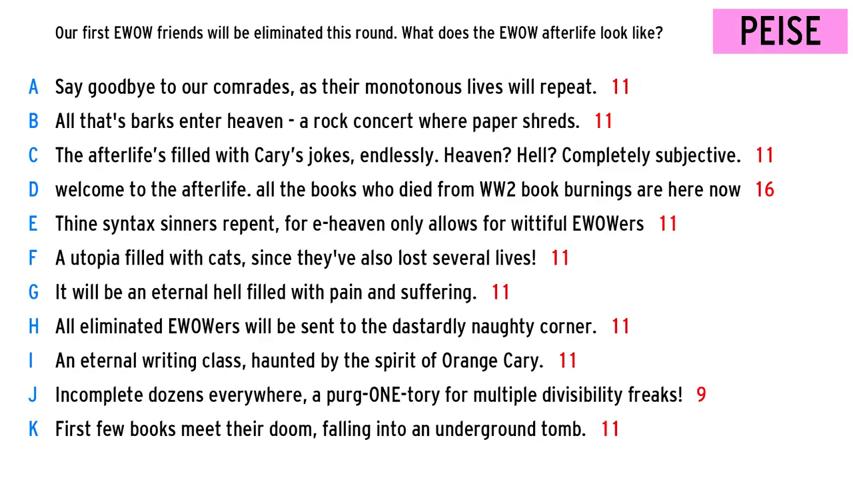 Our first EWOW friends will be eliminated this round. What does the EWOW afterlife look like?
PEISE
A Say goodbye to our comrades, as their monotonous lives will repeat. 11
B All that's barks enter heaven - a rock concert where paper shreds. 11
C The afterlife's filled with Cary's jokes, endlessly. Heaven? Hell? Completely subjective. 11
D welcome to the afterlife. all the books who died from WW2 book burnings are here now 16
E Thine syntax sinners repent, for e-heaven only allows for wittiful EWOWers 11
F A utopia filled with cats, since they've also lost several lives! 11
G It will be an eternal hell filled with pain and suffering. 11
H All eliminated EWOWers will be sent to the dastardly naughty corner. 11
I An eternal writing class, haunted by the spirit of Orange Cary. 11
J Incomplete dozens everywhere, a purg-ONE-tory for multiple divisibility freaks! 9
K First few books meet their doom, falling into an underground tomb. 11